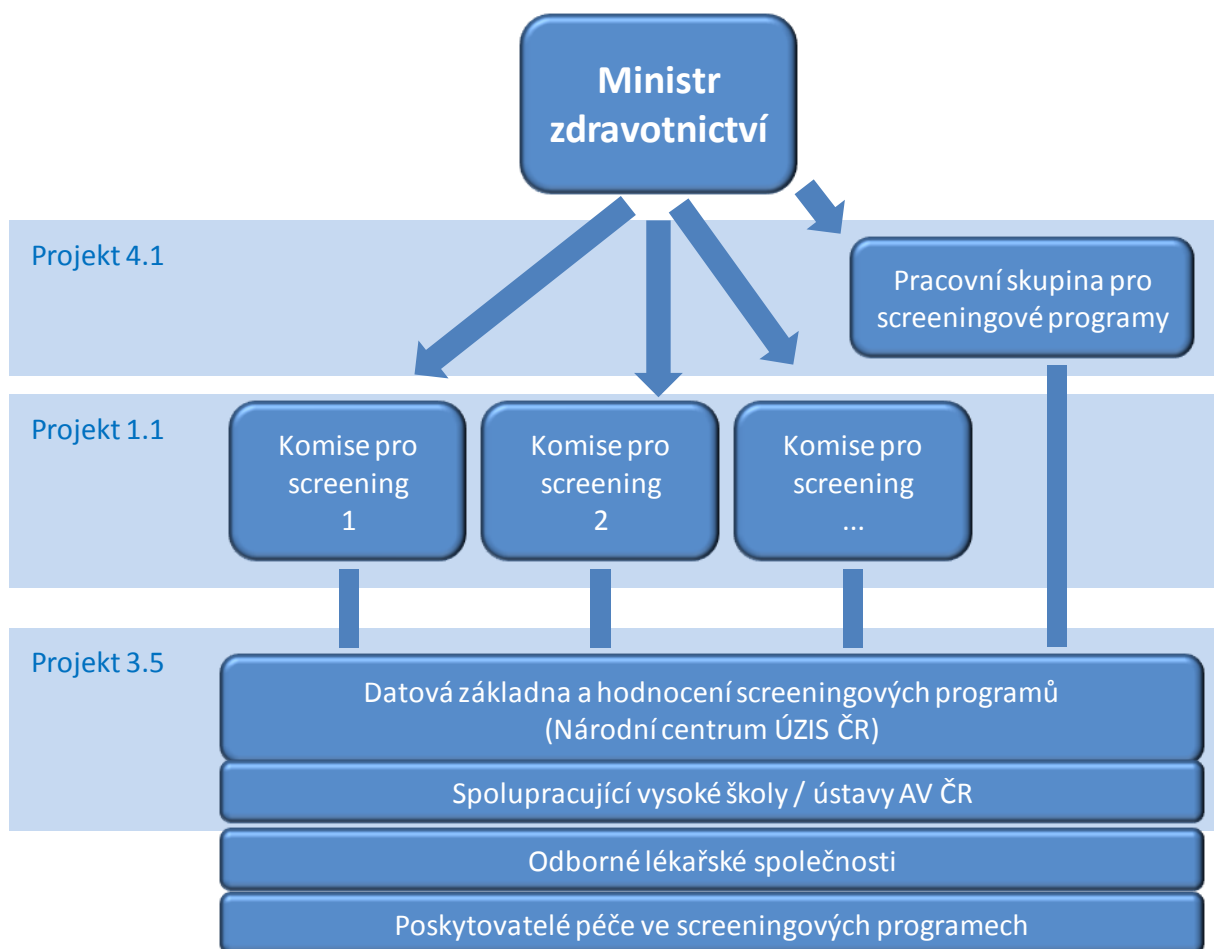 Ministr
zdravotnictví
Projekt 4.1
Pracovní skupina pro
screeningové programy
Projekt 1.1
Komise pro
screening
1
Komise pro
screening
2
Komise pro
screening
...
Projekt 3.5
Datová základna a hodnocení screeningových programů
(Národní centrum ÚZIS ČR)
Spolupracující vysoké školy / ústavy AV ČR
Odborné lékařské společnosti
Poskytovatelé péče ve screeningových programech